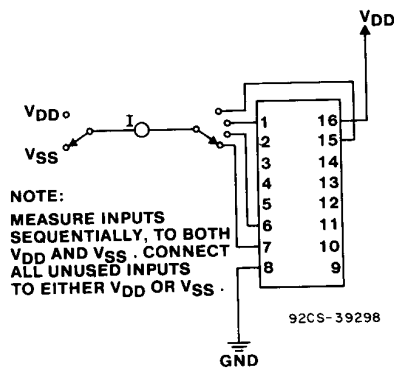 VDD
VDD
I
VSS
1 16
2 15
3 14
4 13
5 12
6 11
7 10
8 9
NOTE:
MEASURE INPUTS
SEQUENTIALLY, TO BOTH
VDD AND VSS. CONNECT
ALL UNUSED INPUTS
TO EITHER VDD OR VSS.
92CS-39298
GND